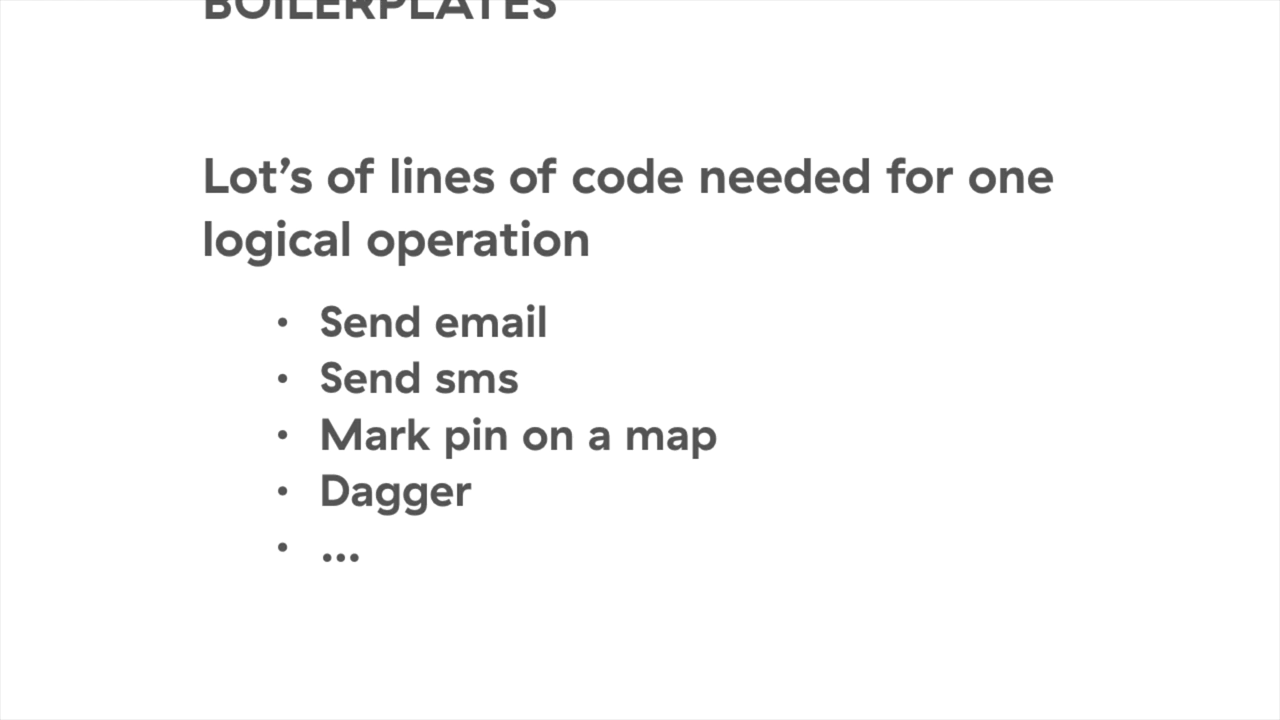 BOILERPLATES
Lot’s of lines of code needed for one
logical operation
• Send email
• Send sms
• Mark pin on a map
• Dagger
• ...